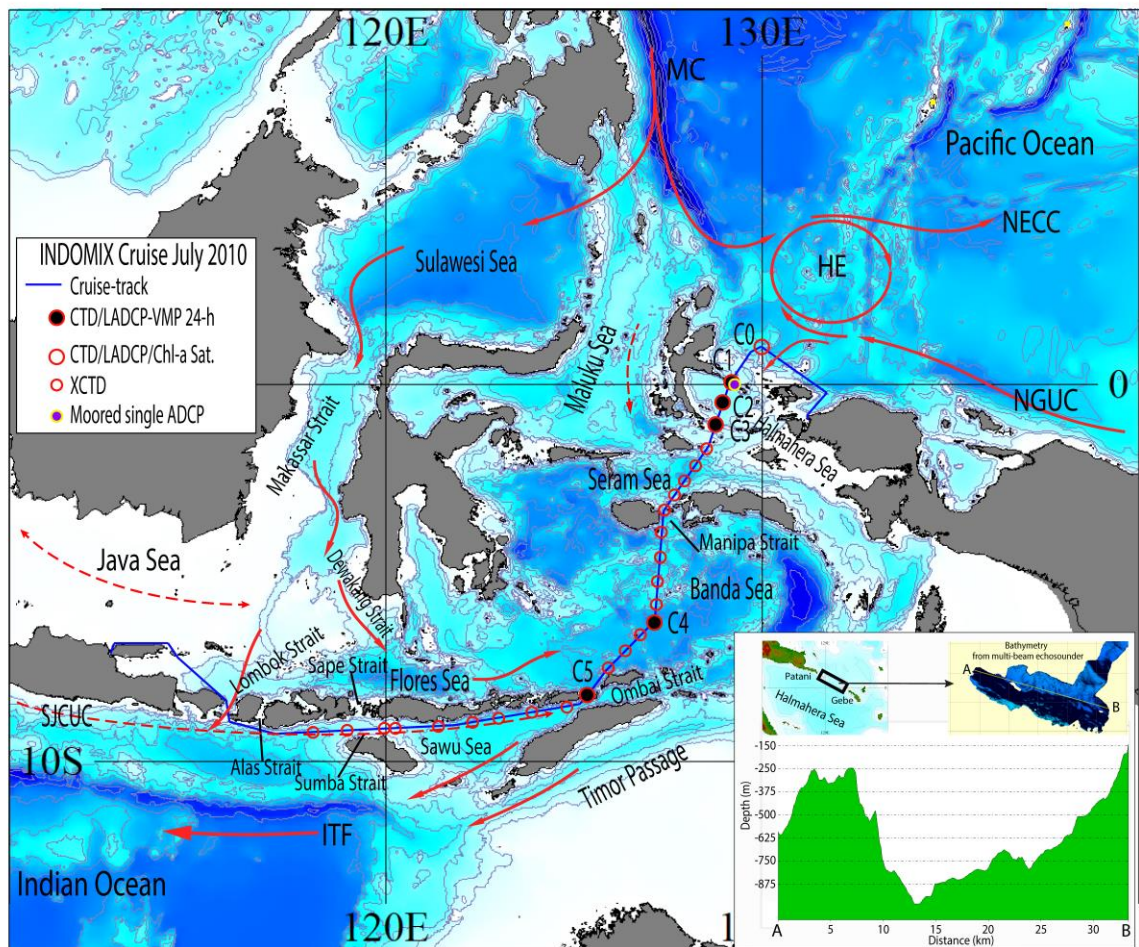 120E
130E
MC
Pacific Ocean
NECC
HE
INDOMIX Cruise July 2010
Cruise-track
CTD/LADCP-VMP 24-h
CTD/LADCP/Chl-a Sat.
XCTD
Moored single ADCP
Sulawesi Sea
Maluku Sea
C0
C1
C2
C3
0
NGUC
Halmahera Sea
Makassar Strait
Seram Sea
Manipa Strait
Java Sea
Dewakang Strait
Banda Sea
C4
Lombok Strait
Sape Strait
Flores Sea
C5
Ombai Strait
SJCUC
Sawu Sea
10S
Alas Strait
Sumba Strait
Timor Passage
ITF
Indian Ocean
120E
1
Patani
Gebe
Halmahera Sea
Bathymetry
from multi-beam echosounder
A
B
Depth (m)
-150
-250
-375
-500
-625
-750
-875
5
10
15
20
25
30
A
Distance (km)
B